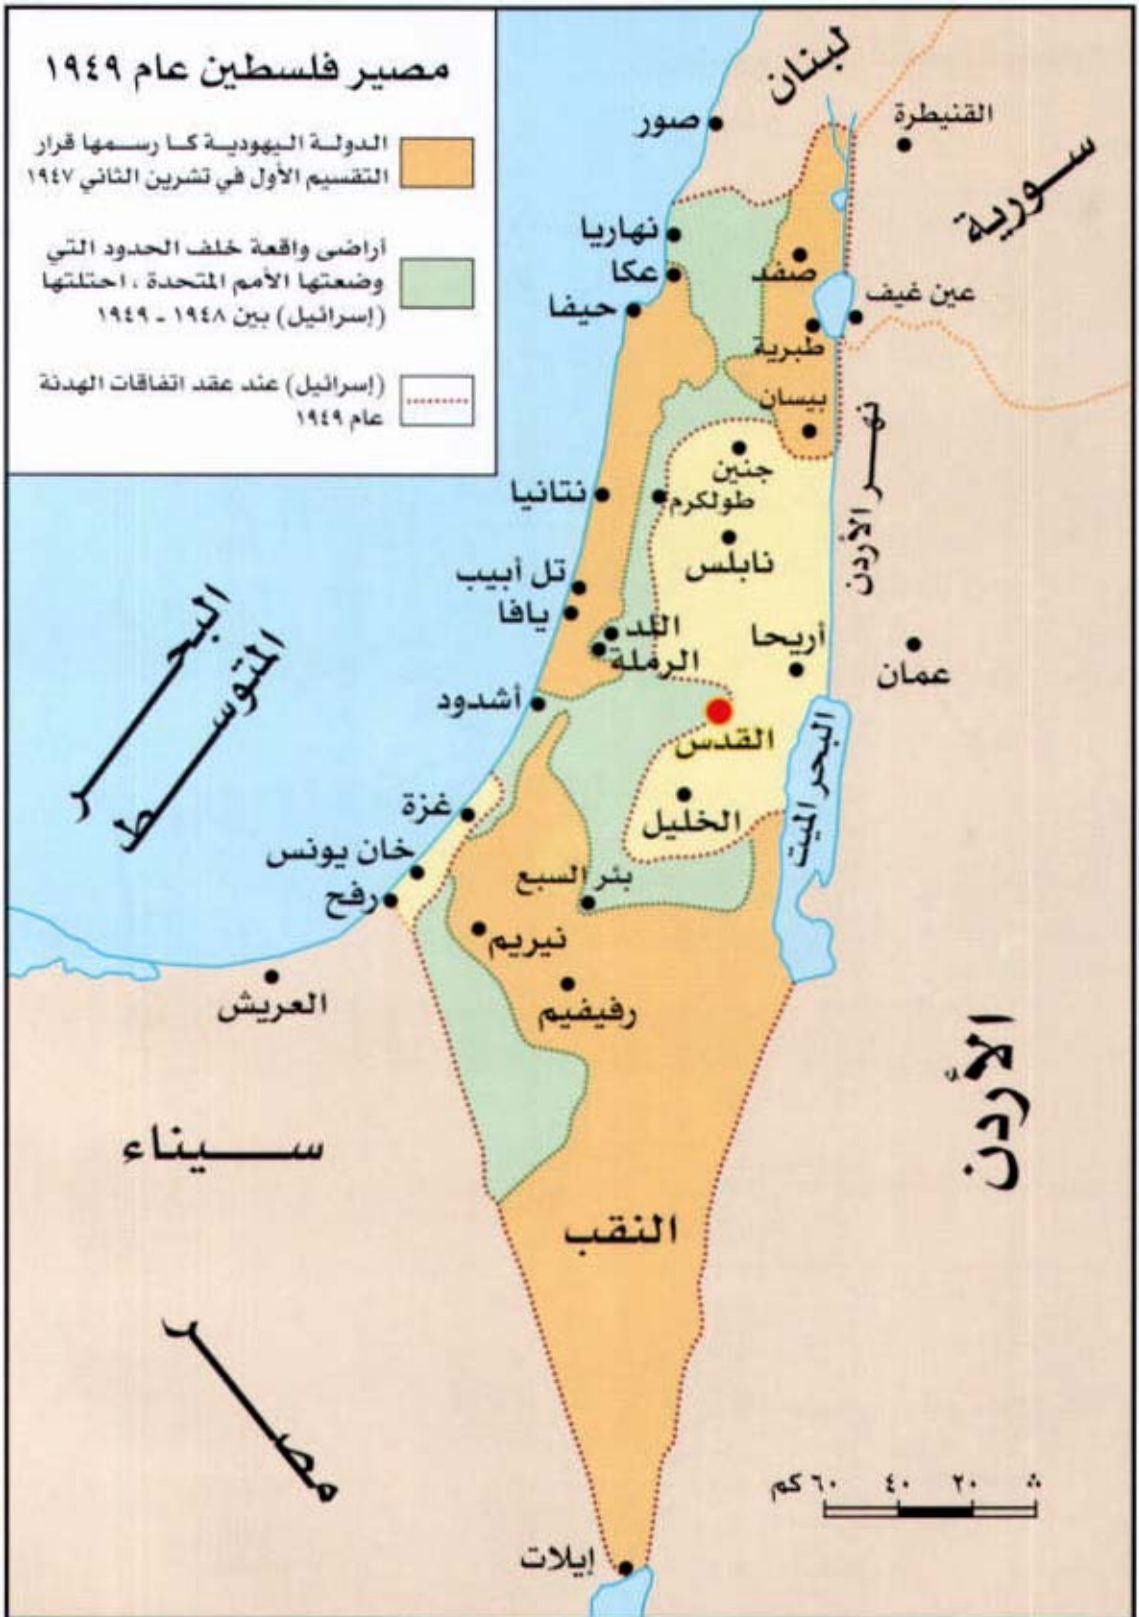 مصير فلسطين عام ١٩٤٩
الدولة اليهودية كما رسمها قرار
التقسيم الأول في تشرين الثاني ١٩٤٧
أراضى واقعة خلف الحدود التي
وضعتها الأمم المتحدة ، احتلتها
(إسرائيل) بين ١٩٤٨ ـ ١٩٤٩
(إسرائيل) عند عقد اتفاقات الهدنة
عام ١٩٤٩
لبنان
القنيطرة
صور
سورية
نهاريا
عكا
صفد
حيفا
عين غيف
طبرية
بيسان
نهر الأردن
جنين
نتانيا
طولكرم
نابلس
تل أبيب
يافا
اللد
الرملة
أريحا
عمان
البحر
المتوسط
أشدود
القدس
البحر الميت
غزة
الخليل
خان يونس
بئر السبع
رفح
نيريم
العريش
رفيفيم
الأردن
سيناء
النقب
مصر
٢٠ ٤٠ ٦٠ كم
إيلات